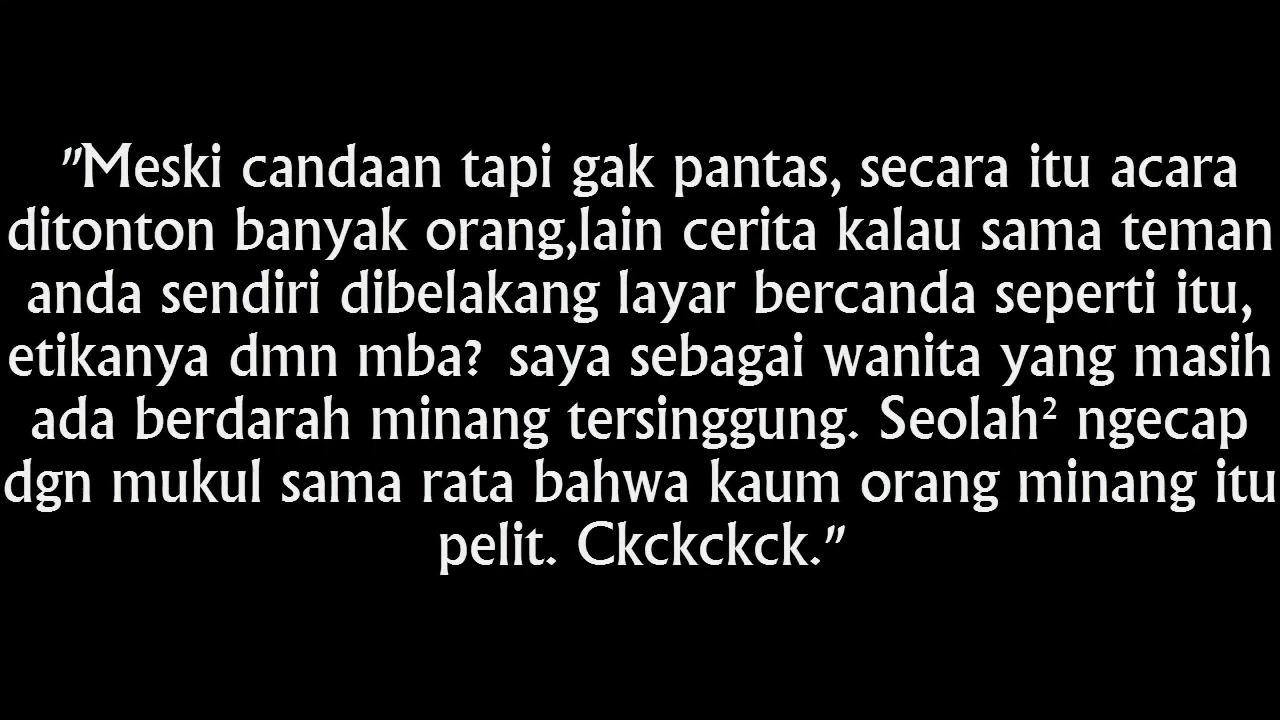 "Meski candaan tapi gak pantas, secara itu acara
ditonton banyak orang,lain cerita kalau sama teman
anda sendiri dibelakang layar bercanda seperti itu,
etikanya dmn mba? saya sebagai wanita yang masih
ada berdarah minang tersinggung. Seolah² ngecap
dgn mukul sama rata bahwa kaum orang minang itu
pelit. Ckckckck."